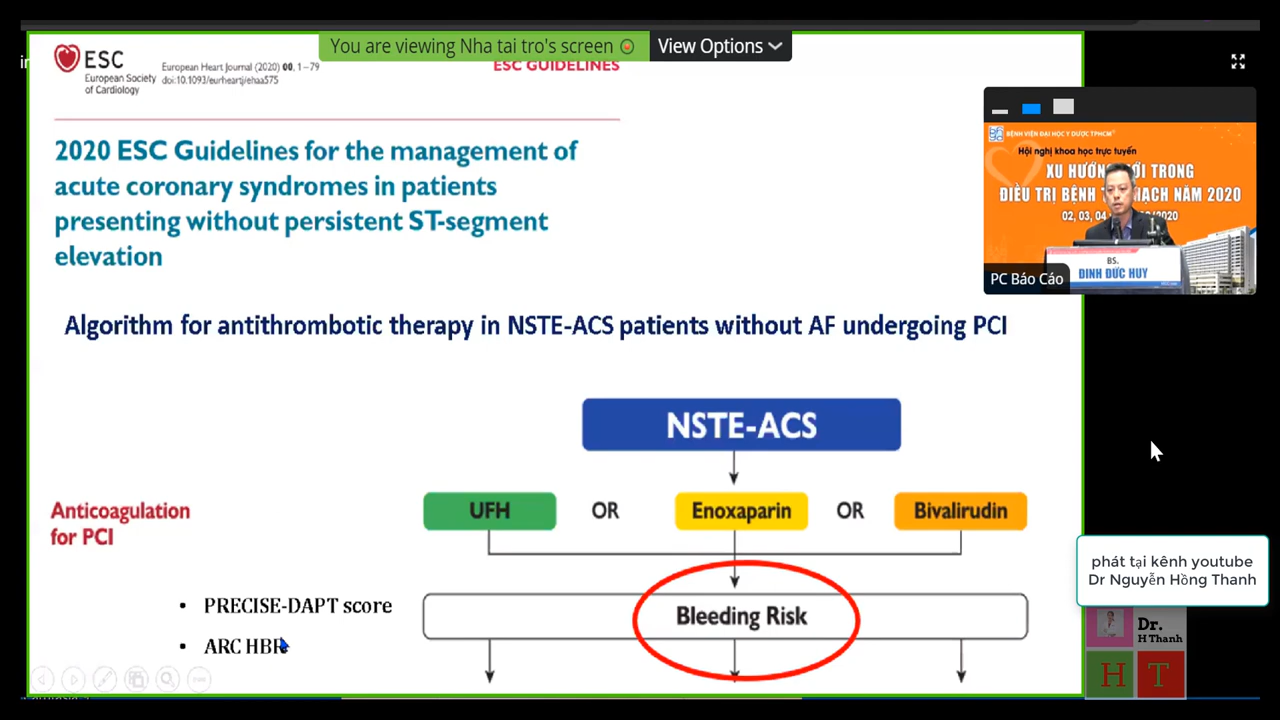 You are viewing Nha tai tro's screen
View Options
ESC
European Society
of Cardiology
European Heart Journal (2020) 00, 1–79
doi:10.1093/eurheartj/ehaa575
ESC GUIDELINES
2020 ESC Guidelines for the management of
acute coronary syndromes in patients
presenting without persistent ST-segment
elevation
BỆNH VIỆN ĐẠI HỌC Y DƯỢC TPHCM
Hội nghị khoa học trực tuyến
XU HƯỚNG MỚI TRONG
ĐIỀU TRỊ BỆNH TIM MẠCH NĂM 2020
02, 03, 04
/2020
BS.
ĐINH ĐỨC HUY
PC Báo Cáo
Algorithm for antithrombotic therapy in NSTE-ACS patients without AF undergoing PCI
NSTE-ACS
Anticoagulation
for PCI
UFH OR Enoxaparin OR Bivalirudin
• PRECISE-DAPT score
• ARC HBR
Bleeding Risk
phát tại kênh youtube
Dr Nguyễn Hồng Thanh
Dr.
H Thanh
H T